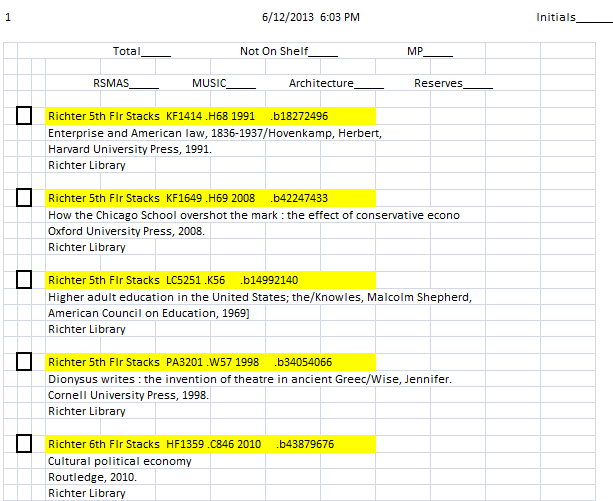 1 6/12/2013 6:03 PM Initials______
Total_____ Not On Shelf_____ MP_____
RSMAS_____ MUSIC_____ Architecture_____ Reserves_____
Richter 5th Flr Stacks KF1414 .H68 1991 .b18272496
Enterprise and American law, 1836-1937/Hovenkamp, Herbert,
Harvard University Press, 1991.
Richter Library
Richter 5th Flr Stacks KF1649 .H69 2008 .b42247433
How the Chicago School overshot the mark : the effect of conservative econo
Oxford University Press, 2008.
Richter Library
Richter 5th Flr Stacks LC5251 .K56 .b14992140
Higher adult education in the United States; the/Knowles, Malcolm Shepherd,
American Council on Education, 1969]
Richter Library
Richter 5th Flr Stacks PA3201 .W57 1998 .b34054066
Dionysus writes : the invention of theatre in ancient Greec/Wise, Jennifer.
Cornell University Press, 1998.
Richter Library
Richter 6th Flr Stacks HF1359 .C846 2010 .b43879676
Cultural political economy
Routledge, 2010.
Richter Library